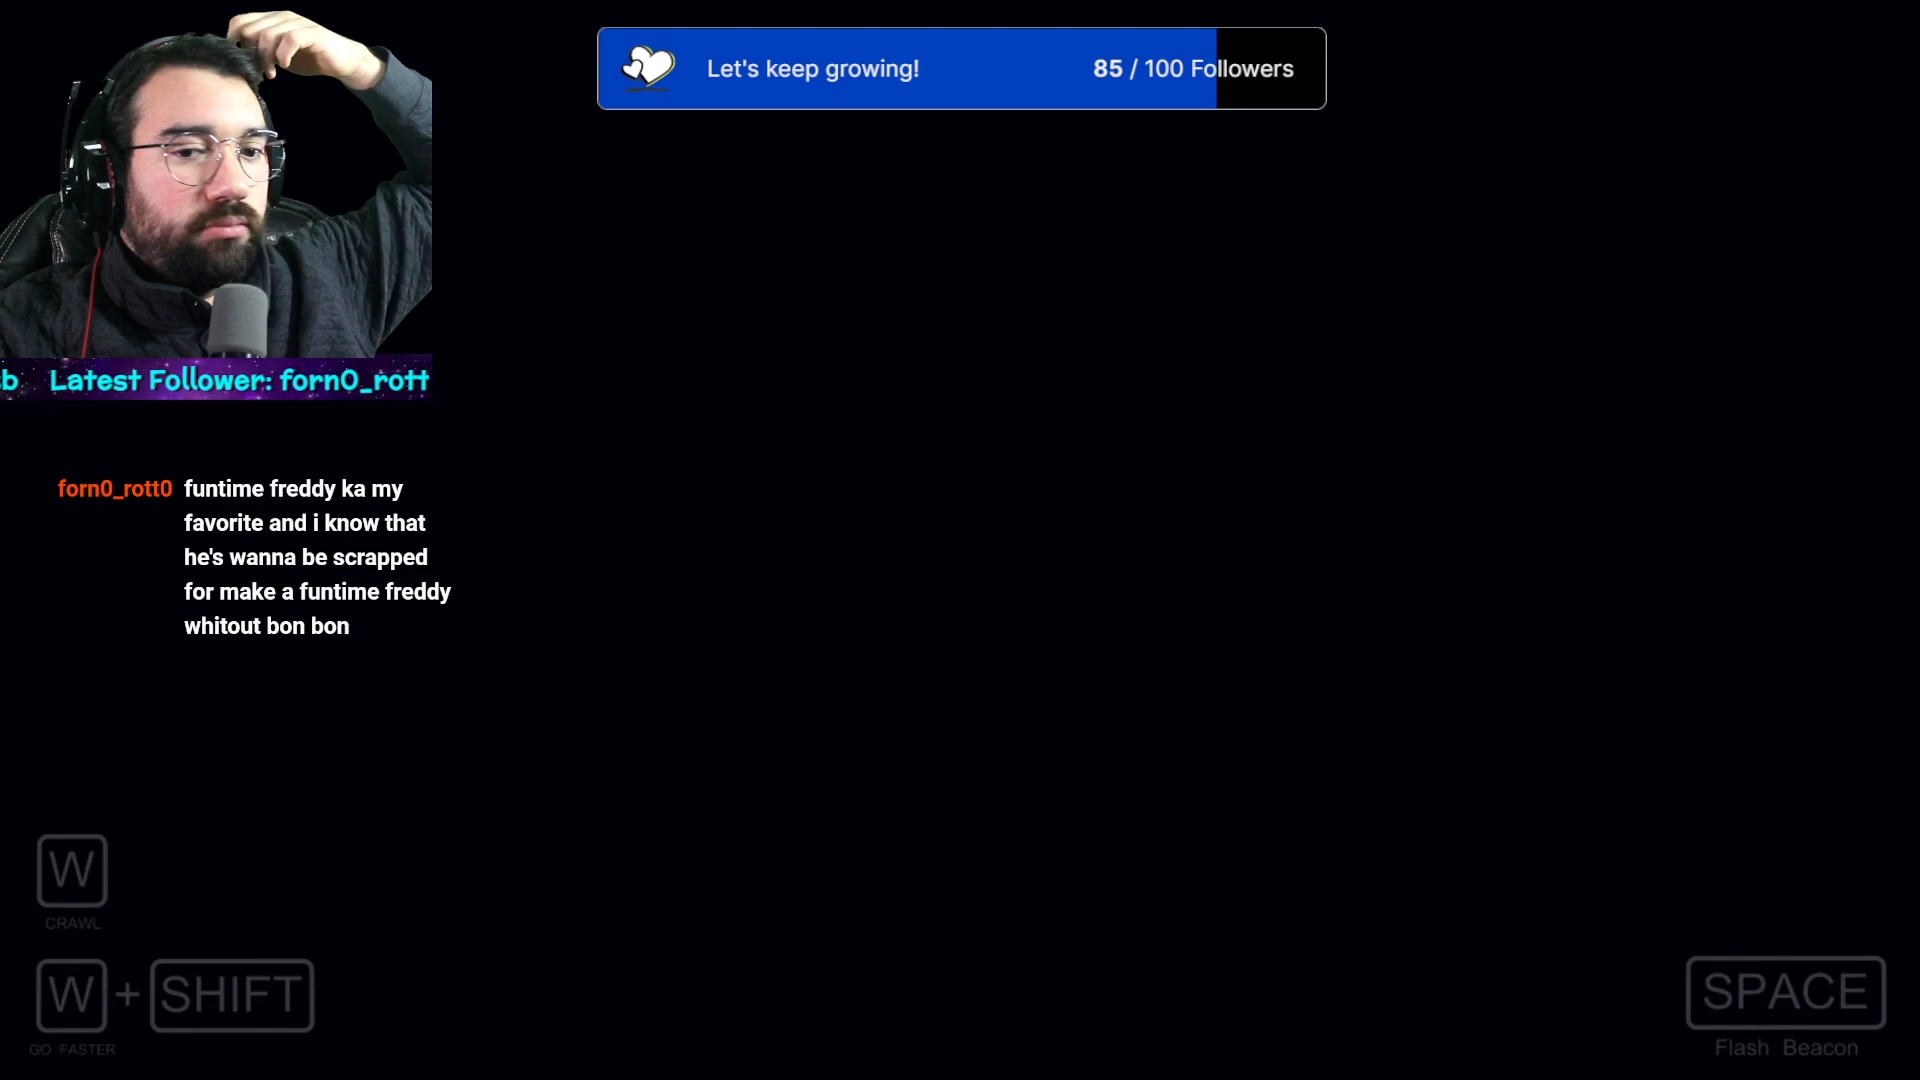 Let's keep growing! 85 / 100 Followers
b Latest Follower: forn0_rott
forn0_rott0 funtime freddy ka my
favorite and i know that
he's wanna be scrapped
for make a funtime freddy
whitout bon bon
W
CRAWL
W + SHIFT
GO FASTER
SPACE
Flash Beacon